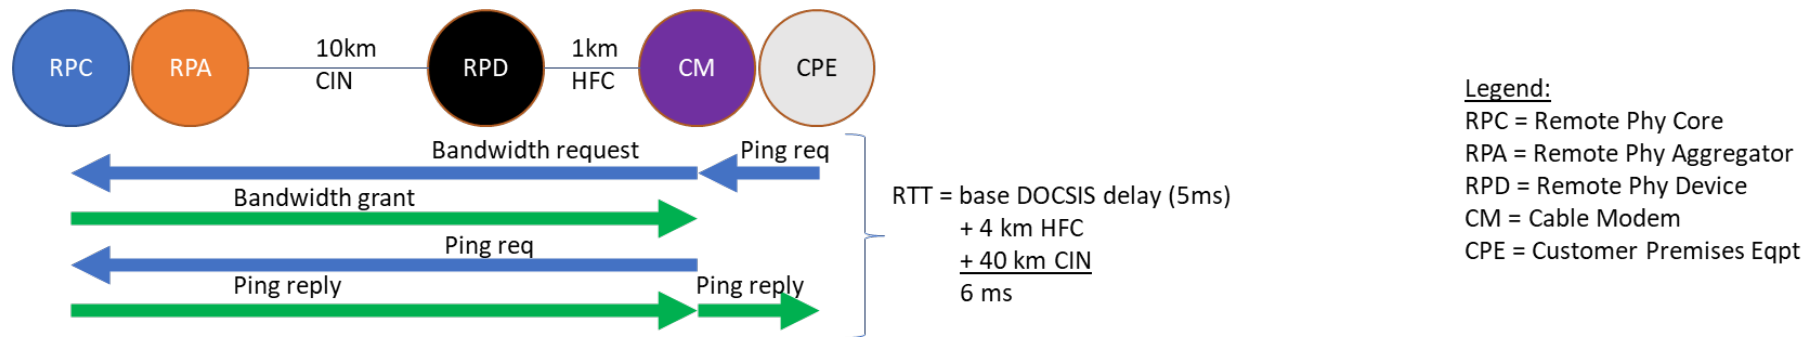 RPC
RPA
10km
CIN
RPD
1km
HFC
CM
CPE
Bandwidth request
Ping req
Bandwidth grant
Ping req
Ping reply
Ping reply
RTT = base DOCSIS delay (5ms)
+ 4 km HFC
+ 40 km CIN
6 ms
Legend:
RPC = Remote Phy Core
RPA = Remote Phy Aggregator
RPD = Remote Phy Device
CM = Cable Modem
CPE = Customer Premises Eqpt